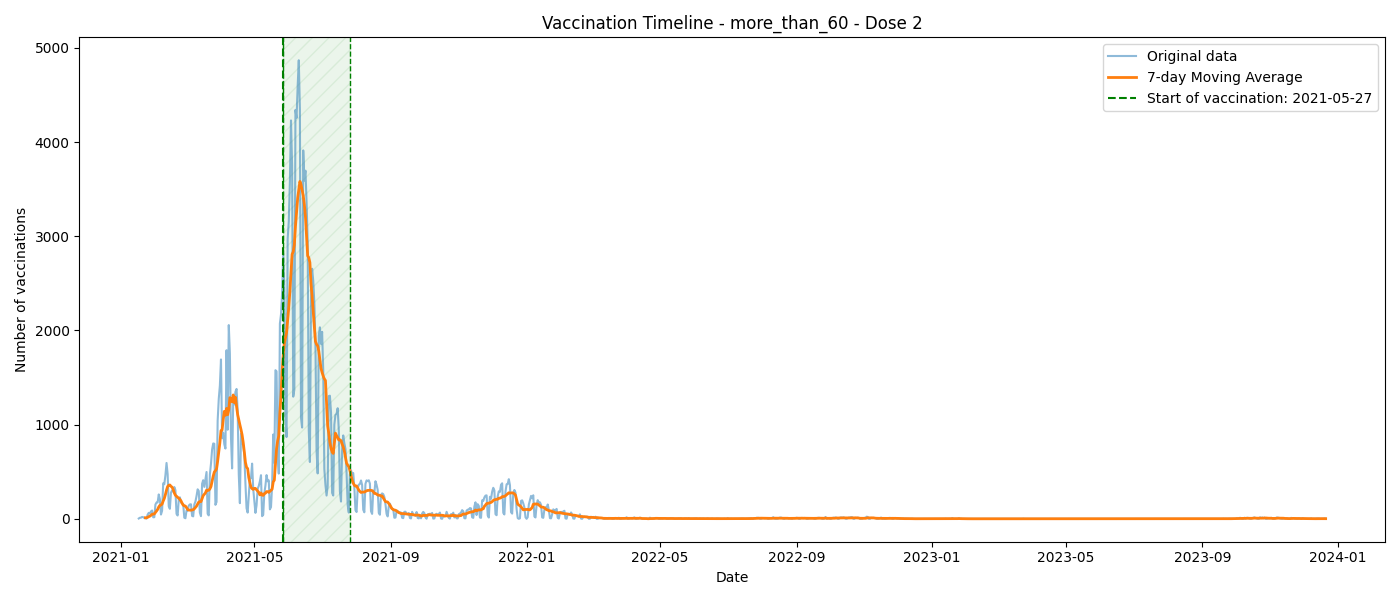 Vaccination Timeline - more_than_60 - Dose 2
Original data
7-day Moving Average
Start of vaccination: 2021-05-27
Number of vaccinations
5000
4000
3000
2000
1000
0
2021-01 2021-05 2021-09 2022-01 2022-05 2022-09 2023-01 2023-05 2023-09 2024-01
Date